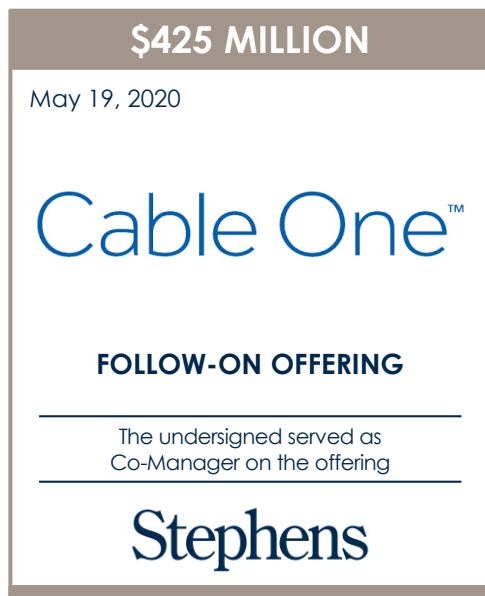 $425 MILLION
May 19, 2020
Cable One™
FOLLOW-ON OFFERING
The undersigned served as
Co-Manager on the offering
Stephens